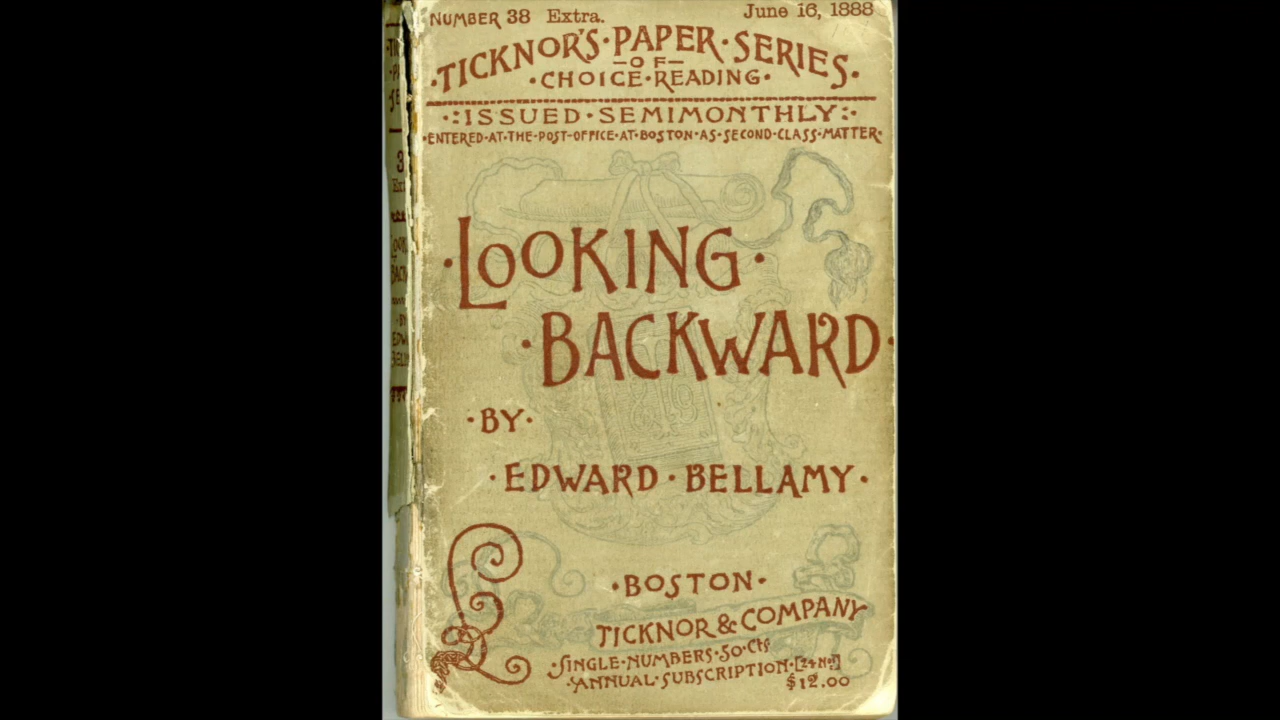 NUMBER 38 Extra. June 16, 1888
·TICKNOR'S·PAPER·SERIES·
—OF—
·CHOICE·READING·
·:ISSUED·SEMIMONTHLY:·
·ENTERED·AT·THE·POST-OFFICE·AT·BOSTON·AS·SECOND·CLASS·MATTER·
·LOOKING·
·BACKWARD·
·BY·
·EDWARD·BELLAMY·
·BOSTON·
TICKNOR & COMPANY
·SINGLE·NUMBERS·50·Cts
·ANNUAL·SUBSCRIPTION·[24 Nos]
$12.00